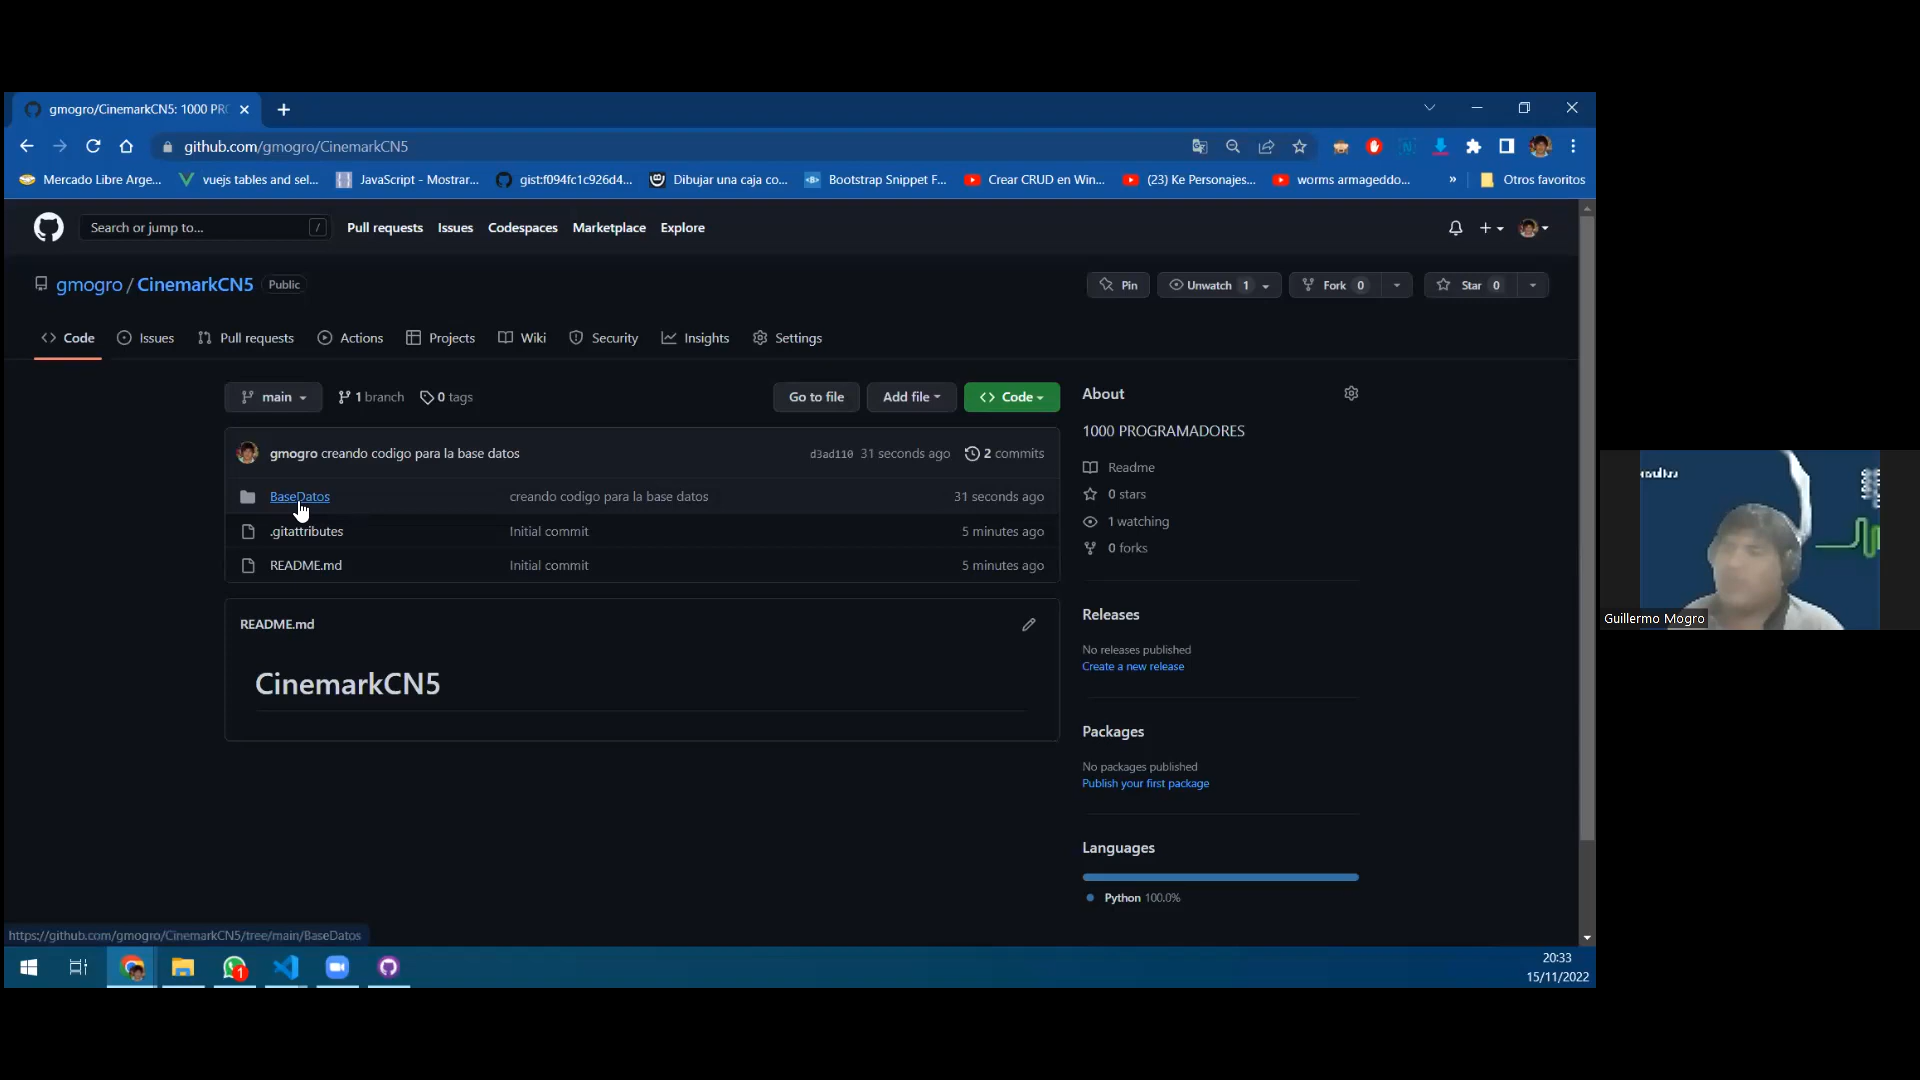 gmogro/CinemarkCN5: 1000 PR
github.com/gmogro/CinemarkCN5
Mercado Libre Arge... vuejs tables and sel... JavaScript - Mostrar... gist:f094fc1c926d4... Dibujar una caja co... Bootstrap Snippet F... Crear CRUD en Win... (23) Ke Personajes... worms armageddo... » Otros favoritos
Search or jump to... / Pull requests Issues Codespaces Marketplace Explore
gmogro / CinemarkCN5 Public Pin Unwatch 1 Fork 0 Star 0
Code Issues Pull requests Actions Projects Wiki Security Insights Settings
main 1 branch 0 tags Go to file Add file Code
gmogro creando codigo para la base datos d3ad110 31 seconds ago 2 commits
BaseDatos creando codigo para la base datos 31 seconds ago
.gitattributes Initial commit 5 minutes ago
README.md Initial commit 5 minutes ago
README.md
CinemarkCN5
About
1000 PROGRAMADORES
Readme
0 stars
1 watching
0 forks
Releases
No releases published
Create a new release
Packages
No packages published
Publish your first package
Languages
Python 100.0%
https://github.com/gmogro/CinemarkCN5/tree/main/BaseDatos
1
20:33
15/11/2022
Guillermo Mogro